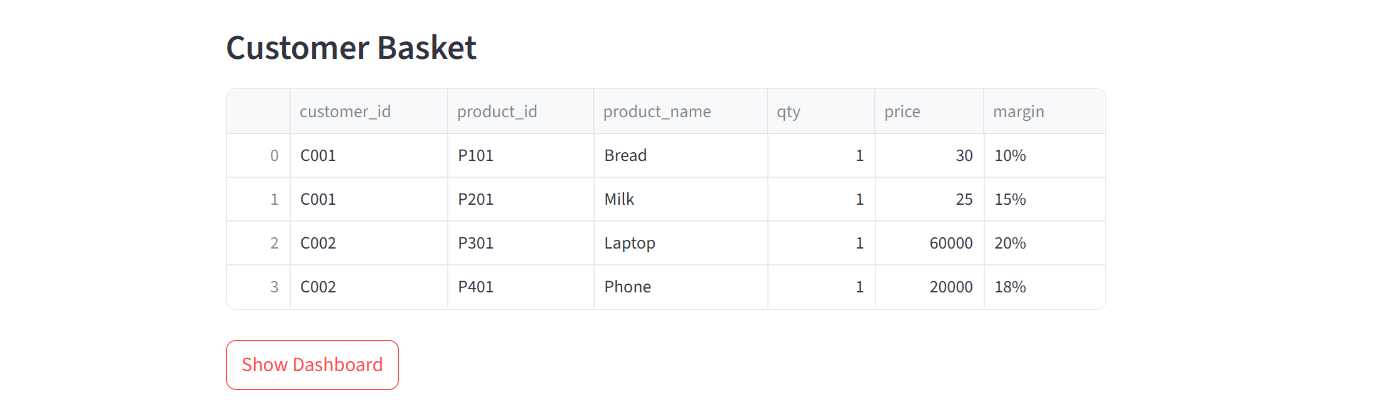 Customer Basket
customer_id product_id product_name qty price margin
0 C001 P101 Bread 1 30 10%
1 C001 P201 Milk 1 25 15%
2 C002 P301 Laptop 1 60000 20%
3 C002 P401 Phone 1 20000 18%
Show Dashboard